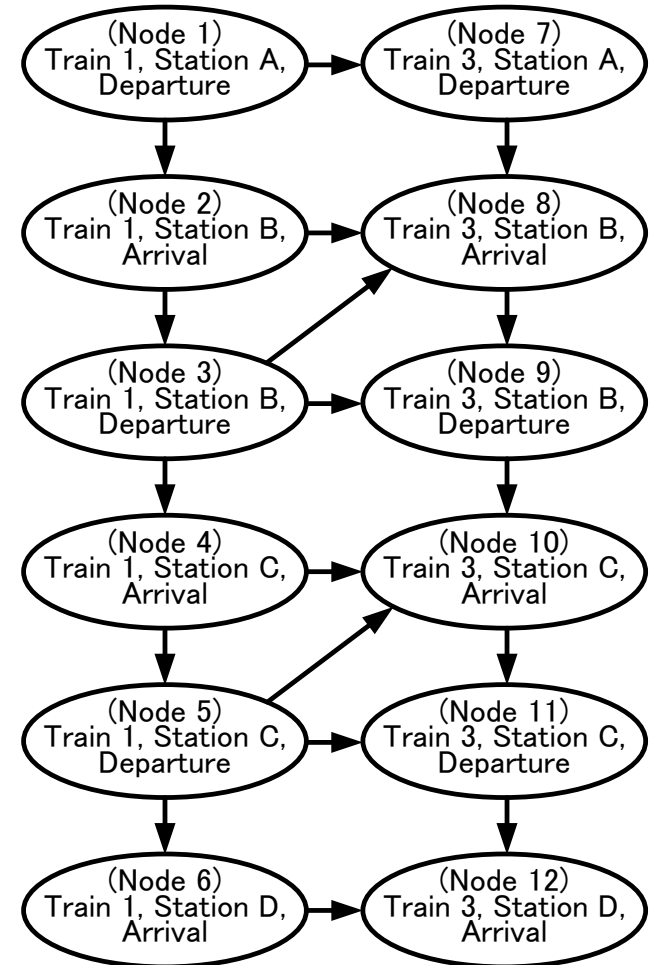 (Node 1)
Train 1, Station A,
Departure
(Node 7)
Train 3, Station A,
Departure
(Node 2)
Train 1, Station B,
Arrival
(Node 8)
Train 3, Station B,
Arrival
(Node 3)
Train 1, Station B,
Departure
(Node 9)
Train 3, Station B,
Departure
(Node 4)
Train 1, Station C,
Arrival
(Node 10)
Train 3, Station C,
Arrival
(Node 5)
Train 1, Station C,
Departure
(Node 11)
Train 3, Station C,
Departure
(Node 6)
Train 1, Station D,
Arrival
(Node 12)
Train 3, Station D,
Arrival